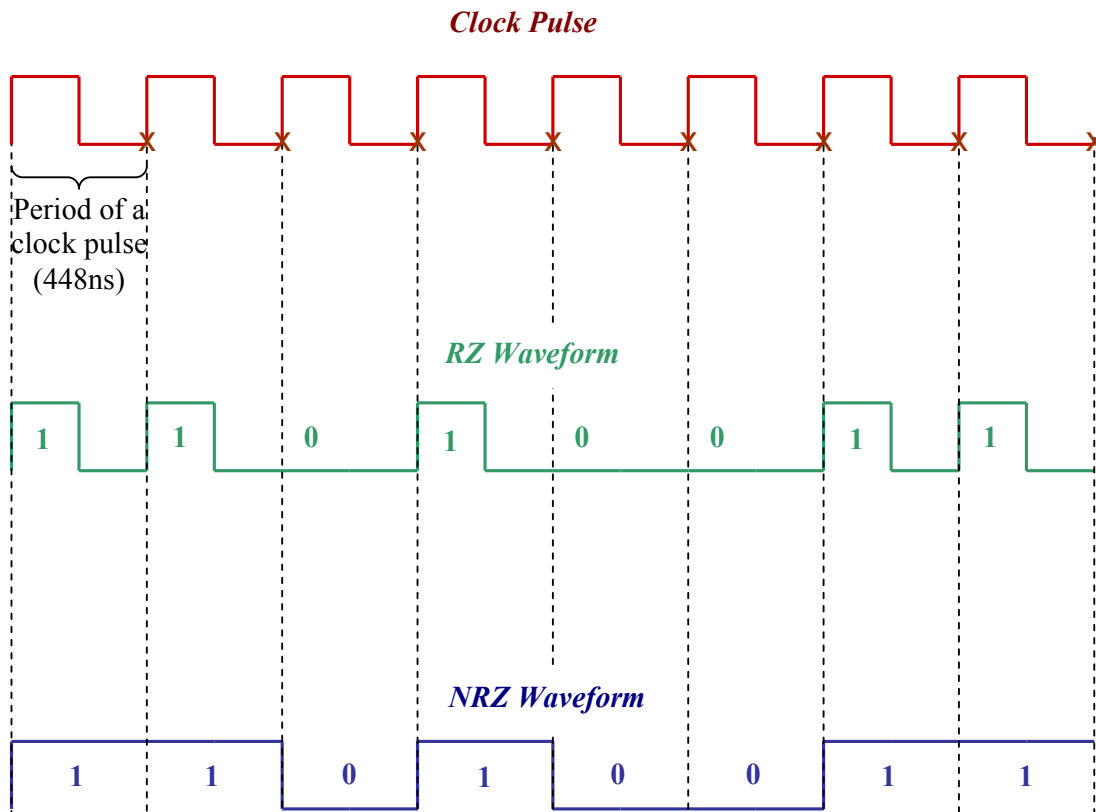 Clock Pulse
X X X X X X X X
Period of a
clock pulse
(448ns)
RZ Waveform
1 1 0 1 0 0 1 1
NRZ Waveform
1 1 0 1 0 0 1 1